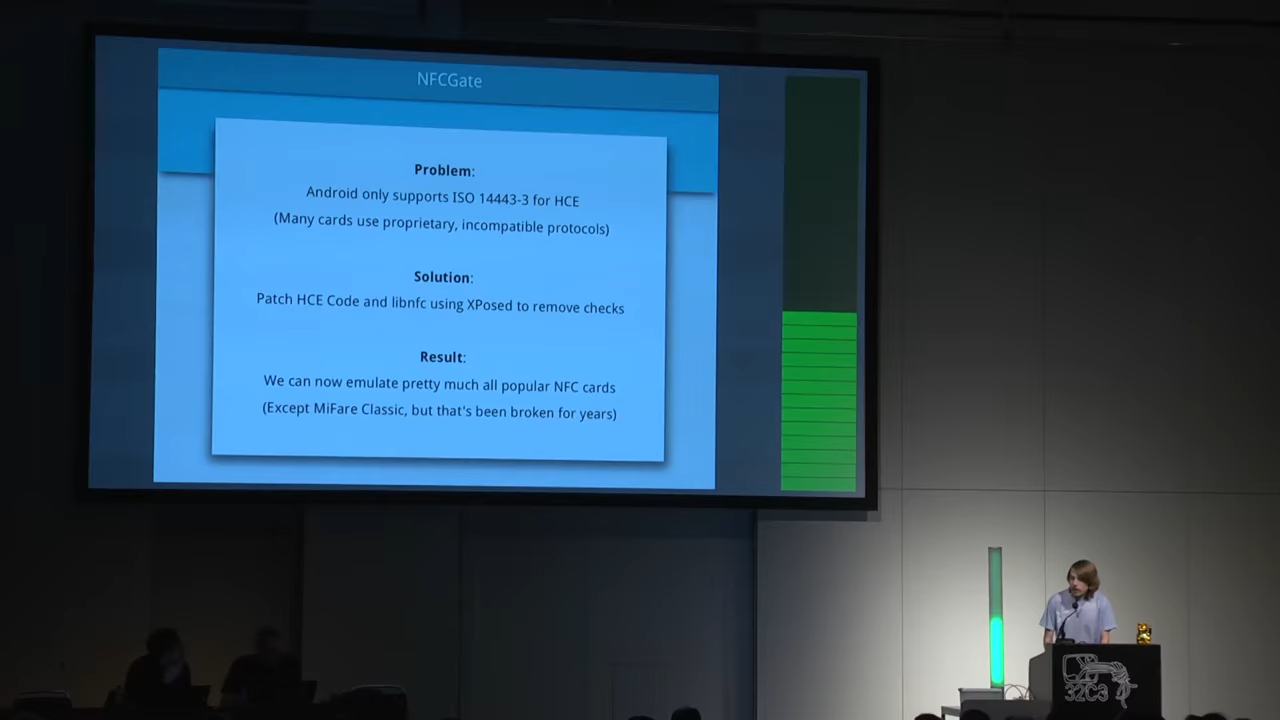 NFCGate
Problem:
Android only supports ISO 14443-3 for HCE
(Many cards use proprietary, incompatible protocols)
Solution:
Patch HCE Code and libnfc using XPosed to remove checks
Result:
We can now emulate pretty much all popular NFC cards
(Except MiFare Classic, but that's been broken for years)
32C3